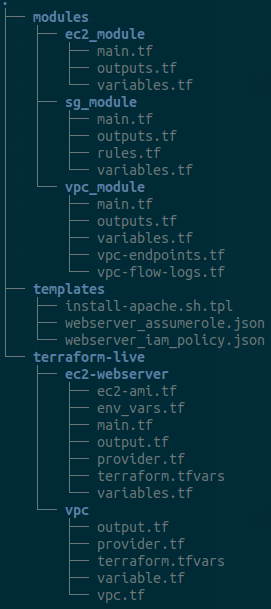 .
├── modules
│   ├── ec2_module
│   │   ├── main.tf
│   │   ├── outputs.tf
│   │   └── variables.tf
│   ├── sg_module
│   │   ├── main.tf
│   │   ├── outputs.tf
│   │   ├── rules.tf
│   │   └── variables.tf
│   └── vpc_module
│       ├── main.tf
│       ├── outputs.tf
│       ├── variables.tf
│       ├── vpc-endpoints.tf
│       └── vpc-flow-logs.tf
├── templates
│   ├── install-apache.sh.tpl
│   ├── webserver_assumerole.json
│   └── webserver_iam_policy.json
└── terraform-live
    ├── ec2-webserver
    │   ├── ec2-ami.tf
    │   ├── env_vars.tf
    │   ├── main.tf
    │   ├── output.tf
    │   ├── provider.tf
    │   ├── terraform.tfvars
    │   └── variables.tf
    └── vpc
        ├── output.tf
        ├── provider.tf
        ├── terraform.tfvars
        ├── variable.tf
        └── vpc.tf